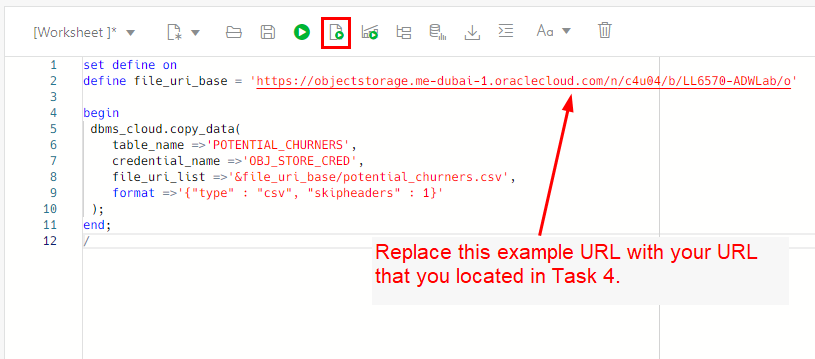 [Worksheet ]* Aa
1 set define on
2 define file_uri_base = 'https://objectstorage.me-dubai-1.oraclecloud.com/n/c4u04/b/LL6570-ADWLab/o'
3
4 begin
5 dbms_cloud.copy_data(
6 table_name =>'POTENTIAL_CHURNERS',
7 credential_name =>'OBJ_STORE_CRED',
8 file_uri_list =>'&file_uri_base/potential_churners.csv',
9 format =>'{"type" : "csv", "skipheaders" : 1}'
10 );
11 end;
12 /
Replace this example URL with your URL
that you located in Task 4.